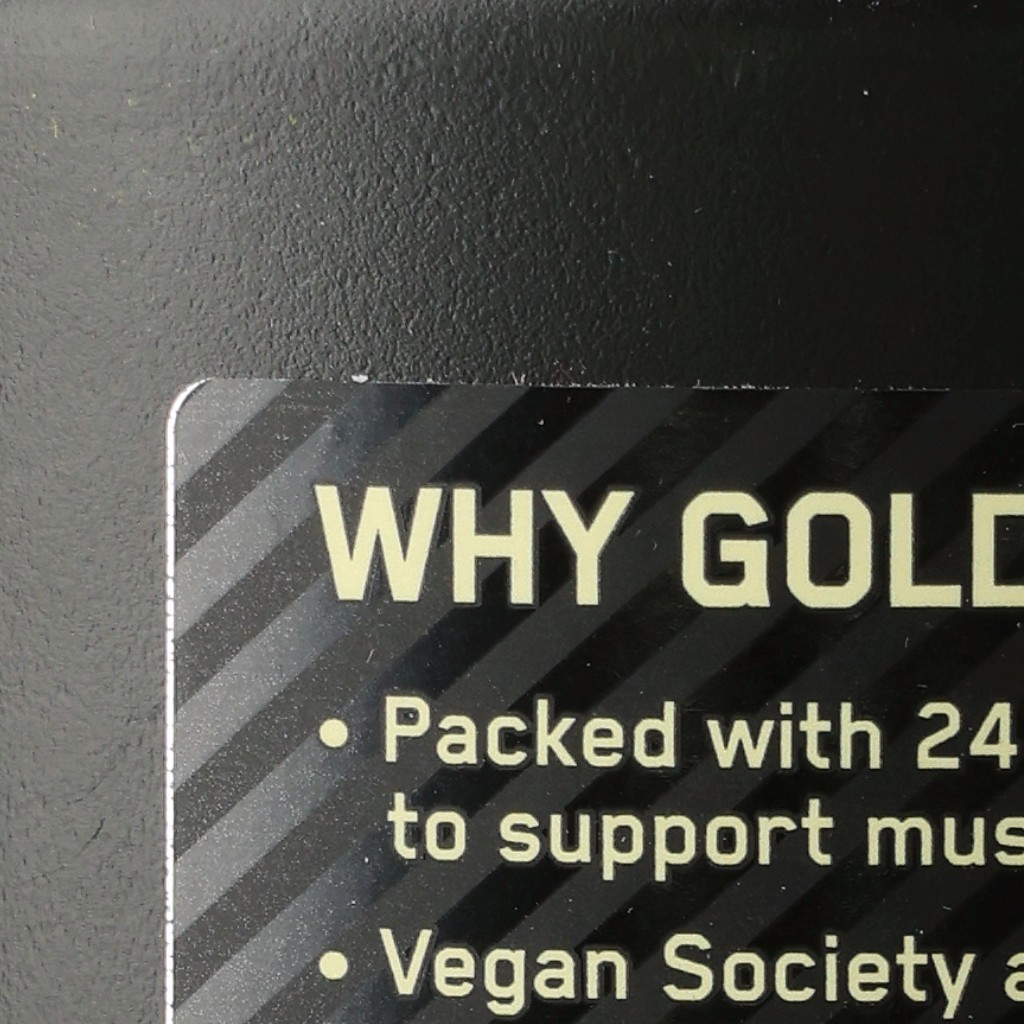 WHY GOLD
• Packed with 24
to support mus
• Vegan Society a